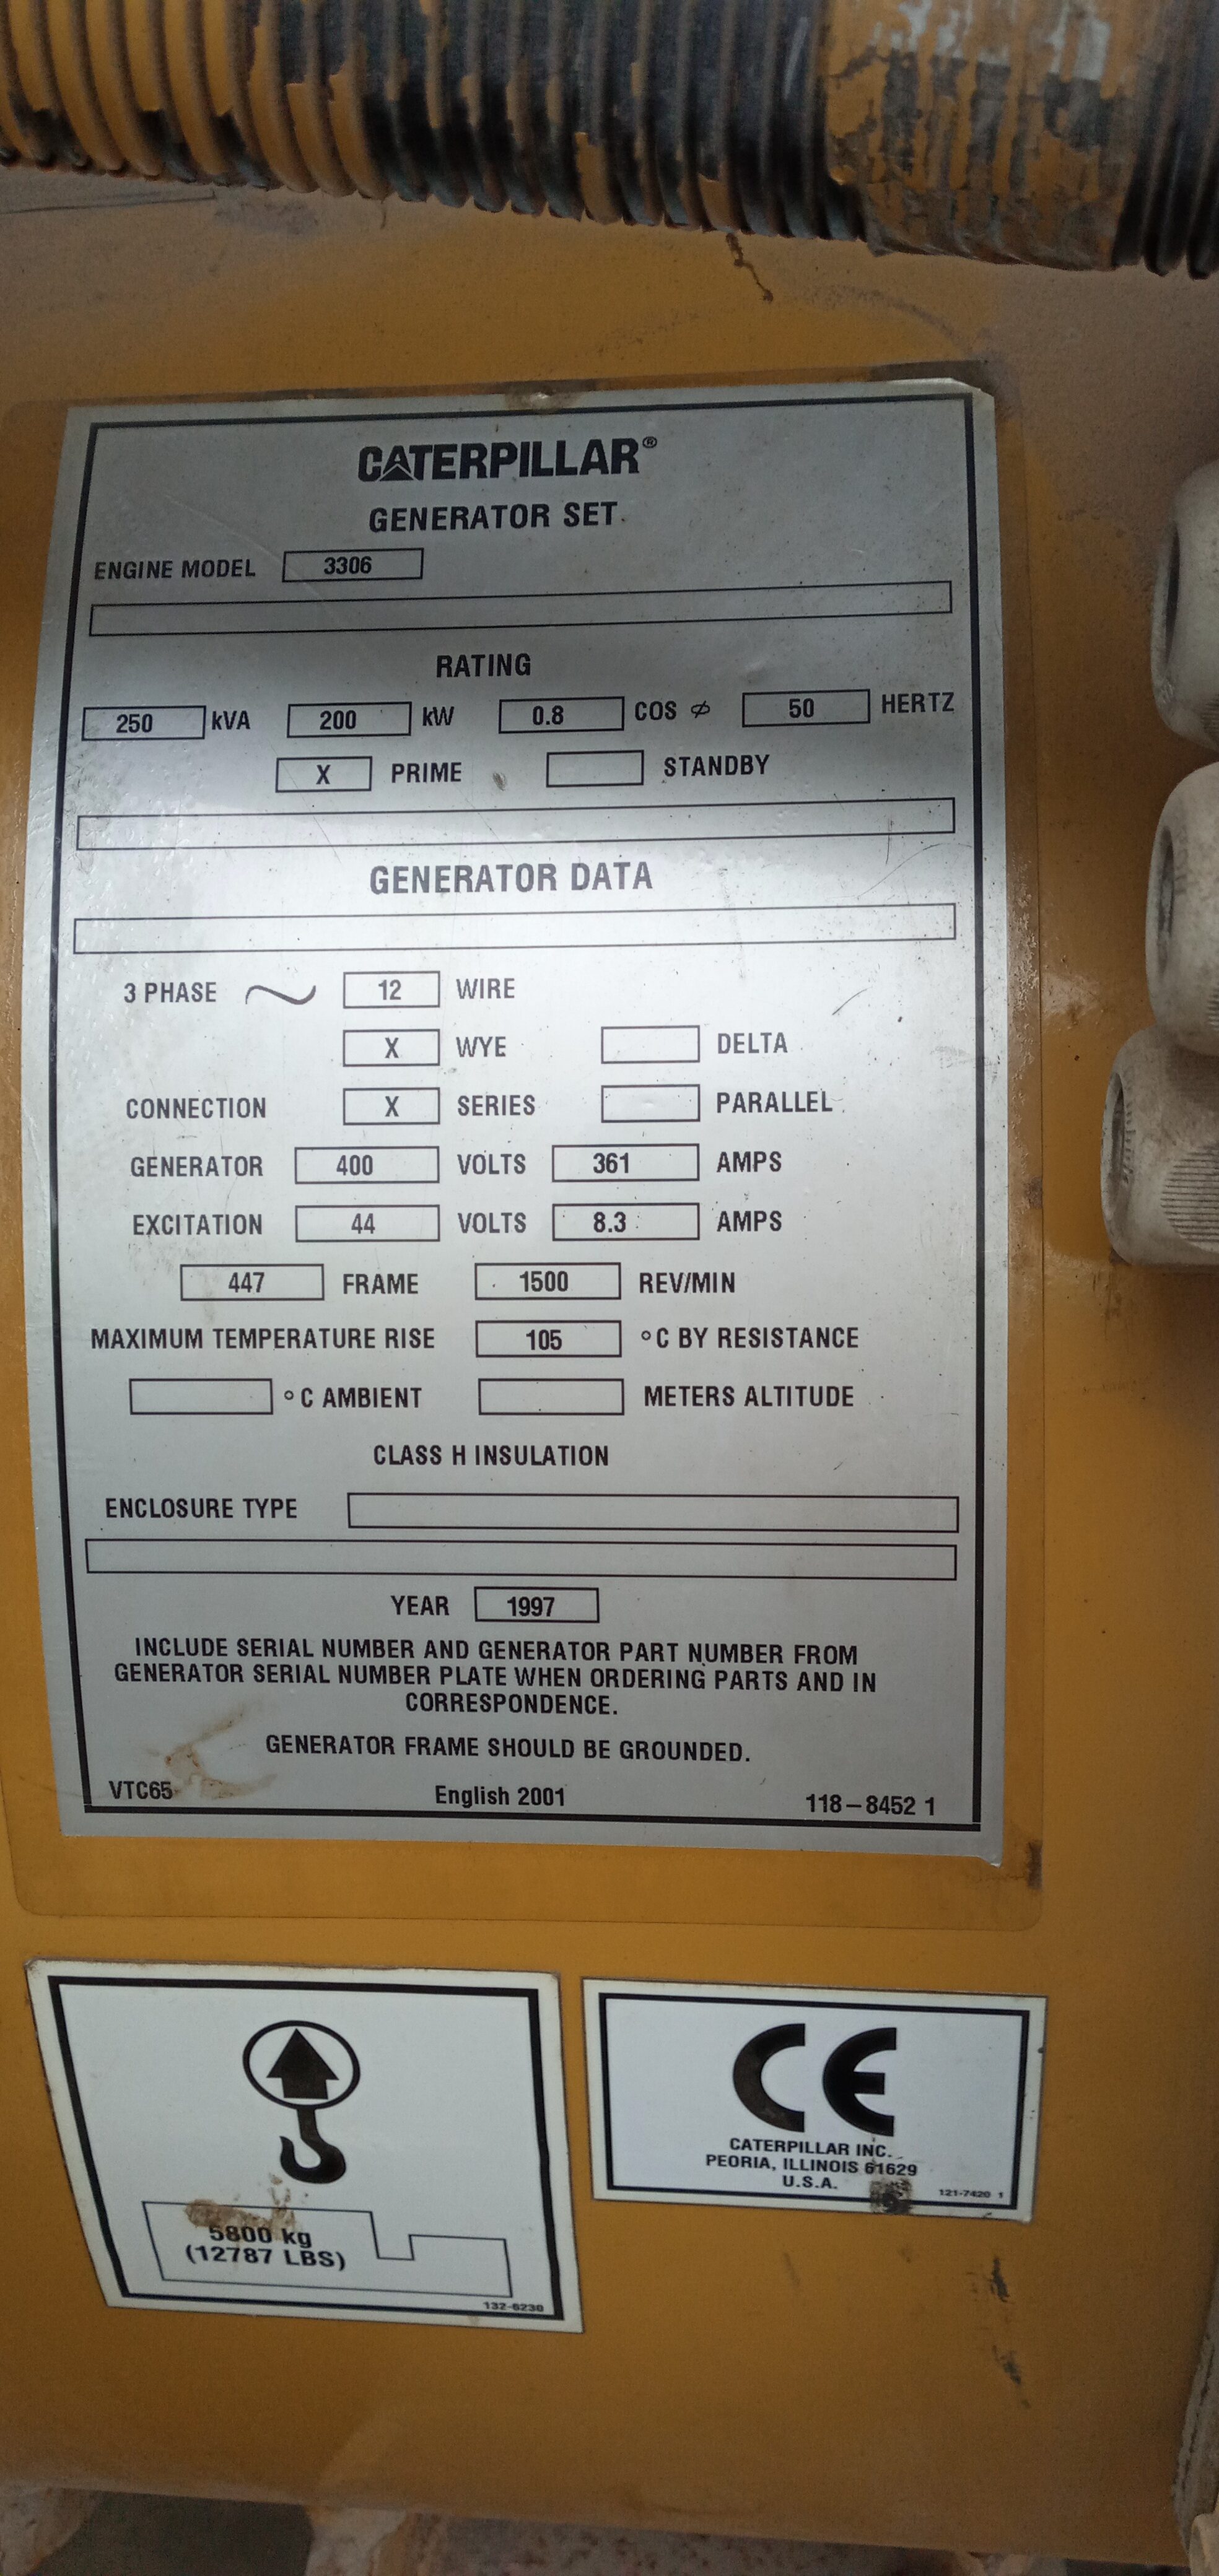 CATERPILLAR®
GENERATOR SET
ENGINE MODEL 3306
RATING
250 kVA 200 kW 0.8 COS ϕ 50 HERTZ
X PRIME STANDBY
GENERATOR DATA
3 PHASE ~ 12 WIRE
X WYE DELTA
CONNECTION X SERIES PARALLEL
GENERATOR 400 VOLTS 361 AMPS
EXCITATION 44 VOLTS 8.3 AMPS
447 FRAME 1500 REV/MIN
MAXIMUM TEMPERATURE RISE 105 °C BY RESISTANCE
°C AMBIENT METERS ALTITUDE
CLASS H INSULATION
ENCLOSURE TYPE
YEAR 1997
INCLUDE SERIAL NUMBER AND GENERATOR PART NUMBER FROM
GENERATOR SERIAL NUMBER PLATE WHEN ORDERING PARTS AND IN
CORRESPONDENCE.
GENERATOR FRAME SHOULD BE GROUNDED.
VTC65 English 2001 118-8452 1
5800 kg
(12787 LBS)
132-6230
CE
CATERPILLAR INC.
PEORIA, ILLINOIS 61629
U.S.A.
121-7420 1